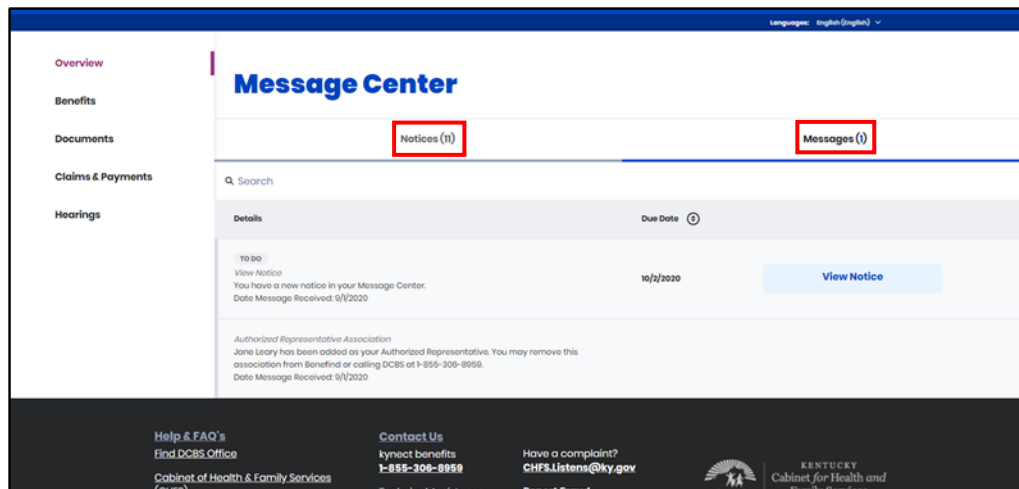 Languages: English (English)
Overview
Benefits
Documents
Claims & Payments
Hearings
Message Center
Notices (11)
Messages (1)
Search
Details
Due Date
TO DO
View Notice
You have a new notice in your Message Center.
Date Message Received: 9/1/2020
10/2/2020
View Notice
Authorized Representative Association
Jane Leary has been added as your Authorized Representative. You may remove this
association from Benefind or calling DCBS at 1-855-306-8959.
Date Message Received: 9/1/2020
Help & FAQ's
Find DCBS Office
Cabinet of Health & Family Services
Contact Us
kynect benefits
1-855-306-8959
Have a complaint?
CHFS.Listens@ky.gov
KENTUCKY
Cabinet for Health and